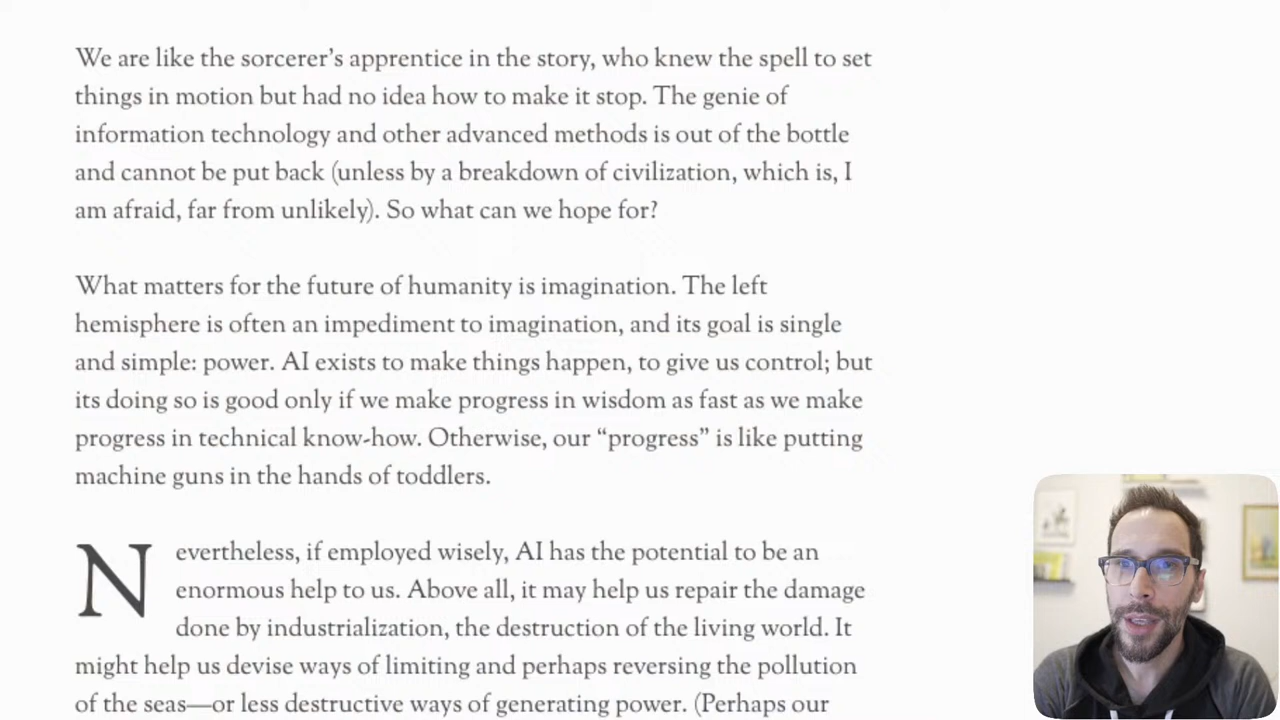 We are like the sorcerer’s apprentice in the story, who knew the spell to set
things in motion but had no idea how to make it stop. The genie of
information technology and other advanced methods is out of the bottle
and cannot be put back (unless by a breakdown of civilization, which is, I
am afraid, far from unlikely). So what can we hope for?
What matters for the future of humanity is imagination. The left
hemisphere is often an impediment to imagination, and its goal is single
and simple: power. AI exists to make things happen, to give us control; but
its doing so is good only if we make progress in wisdom as fast as we make
progress in technical know-how. Otherwise, our “progress” is like putting
machine guns in the hands of toddlers.
Nevertheless, if employed wisely, AI has the potential to be an
enormous help to us. Above all, it may help us repair the damage
done by industrialization, the destruction of the living world. It
might help us devise ways of limiting and perhaps reversing the pollution
of the seas—or less destructive ways of generating power. (Perhaps our